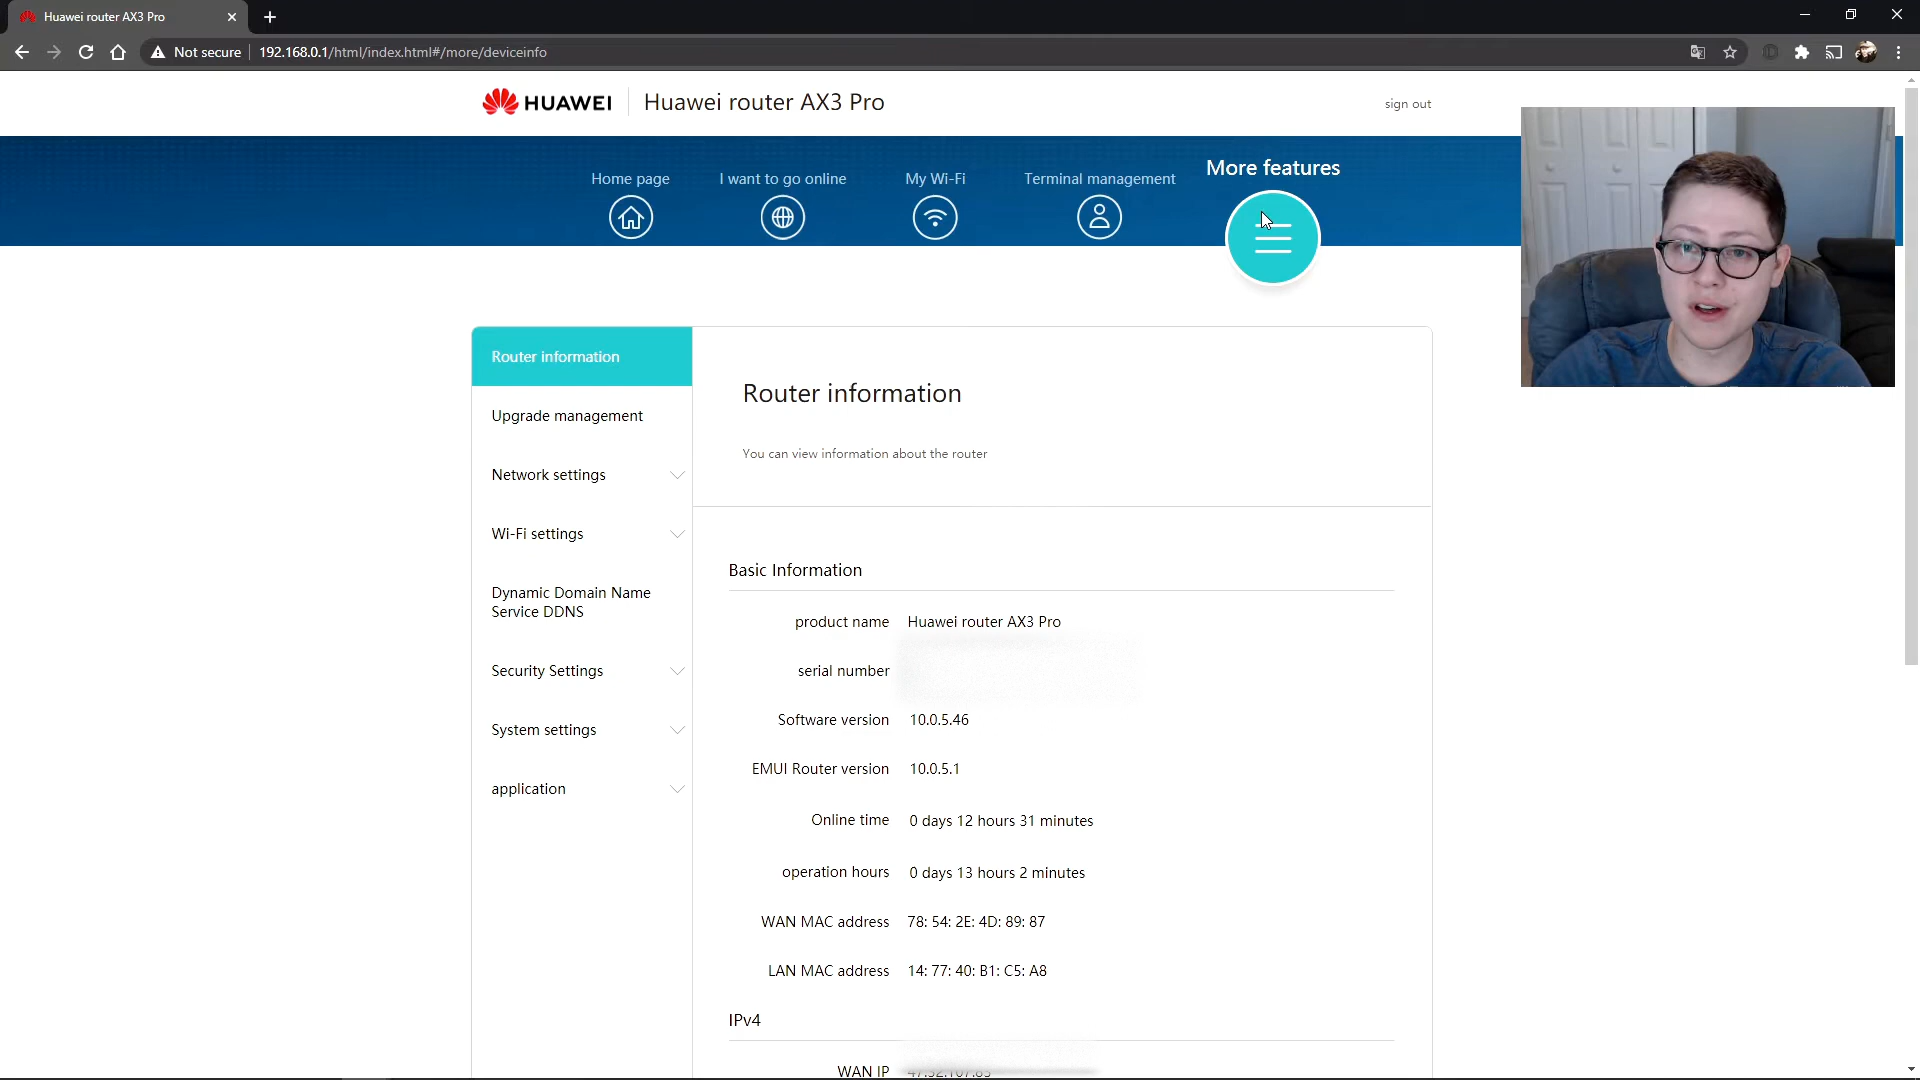 Huawei router AX3 Pro
Not secure
192.168.0.1/html/index.html#/more/deviceinfo
HUAWEI
Huawei router AX3 Pro
sign out
Home page
I want to go online
My Wi-Fi
Terminal management
More features
Router information
Upgrade management
Network settings
Wi-Fi settings
Dynamic Domain Name
Service DDNS
Security Settings
System settings
application
Router information
You can view information about the router
Basic Information
product name Huawei router AX3 Pro
serial number
Software version 10.0.5.46
EMUI Router version 10.0.5.1
Online time 0 days 12 hours 31 minutes
operation hours 0 days 13 hours 2 minutes
WAN MAC address 78: 54: 2E: 4D: 89: 87
LAN MAC address 14: 77: 40: B1: C5: A8
IPv4
WAN IP